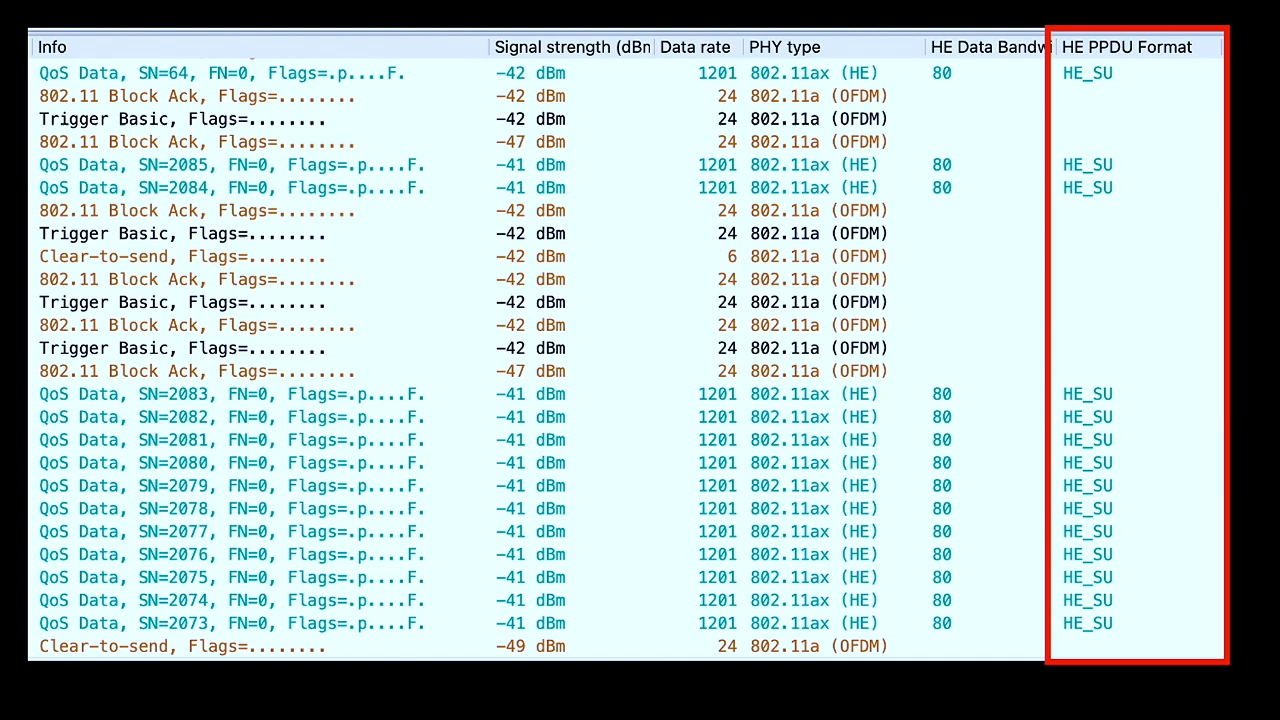 Info Signal strength (dBn Data rate PHY type HE Data Bandwi HE PPDU Format
QoS Data, SN=64, FN=0, Flags=.p....F. −42 dBm 1201 802.11ax (HE) 80 HE_SU
802.11 Block Ack, Flags=........ −42 dBm 24 802.11a (OFDM)
Trigger Basic, Flags=........ −42 dBm 24 802.11a (OFDM)
802.11 Block Ack, Flags=........ −47 dBm 24 802.11a (OFDM)
QoS Data, SN=2085, FN=0, Flags=.p....F. −41 dBm 1201 802.11ax (HE) 80 HE_SU
QoS Data, SN=2084, FN=0, Flags=.p....F. −41 dBm 1201 802.11ax (HE) 80 HE_SU
802.11 Block Ack, Flags=........ −42 dBm 24 802.11a (OFDM)
Trigger Basic, Flags=........ −42 dBm 24 802.11a (OFDM)
Clear-to-send, Flags=........ −42 dBm 6 802.11a (OFDM)
802.11 Block Ack, Flags=........ −42 dBm 24 802.11a (OFDM)
Trigger Basic, Flags=........ −42 dBm 24 802.11a (OFDM)
802.11 Block Ack, Flags=........ −42 dBm 24 802.11a (OFDM)
Trigger Basic, Flags=........ −42 dBm 24 802.11a (OFDM)
802.11 Block Ack, Flags=........ −47 dBm 24 802.11a (OFDM)
QoS Data, SN=2083, FN=0, Flags=.p....F. −41 dBm 1201 802.11ax (HE) 80 HE_SU
QoS Data, SN=2082, FN=0, Flags=.p....F. −41 dBm 1201 802.11ax (HE) 80 HE_SU
QoS Data, SN=2081, FN=0, Flags=.p....F. −41 dBm 1201 802.11ax (HE) 80 HE_SU
QoS Data, SN=2080, FN=0, Flags=.p....F. −41 dBm 1201 802.11ax (HE) 80 HE_SU
QoS Data, SN=2079, FN=0, Flags=.p....F. −41 dBm 1201 802.11ax (HE) 80 HE_SU
QoS Data, SN=2078, FN=0, Flags=.p....F. −41 dBm 1201 802.11ax (HE) 80 HE_SU
QoS Data, SN=2077, FN=0, Flags=.p....F. −41 dBm 1201 802.11ax (HE) 80 HE_SU
QoS Data, SN=2076, FN=0, Flags=.p....F. −41 dBm 1201 802.11ax (HE) 80 HE_SU
QoS Data, SN=2075, FN=0, Flags=.p....F. −41 dBm 1201 802.11ax (HE) 80 HE_SU
QoS Data, SN=2074, FN=0, Flags=.p....F. −41 dBm 1201 802.11ax (HE) 80 HE_SU
QoS Data, SN=2073, FN=0, Flags=.p....F. −41 dBm 1201 802.11ax (HE) 80 HE_SU
Clear-to-send, Flags=........ −49 dBm 24 802.11a (OFDM)